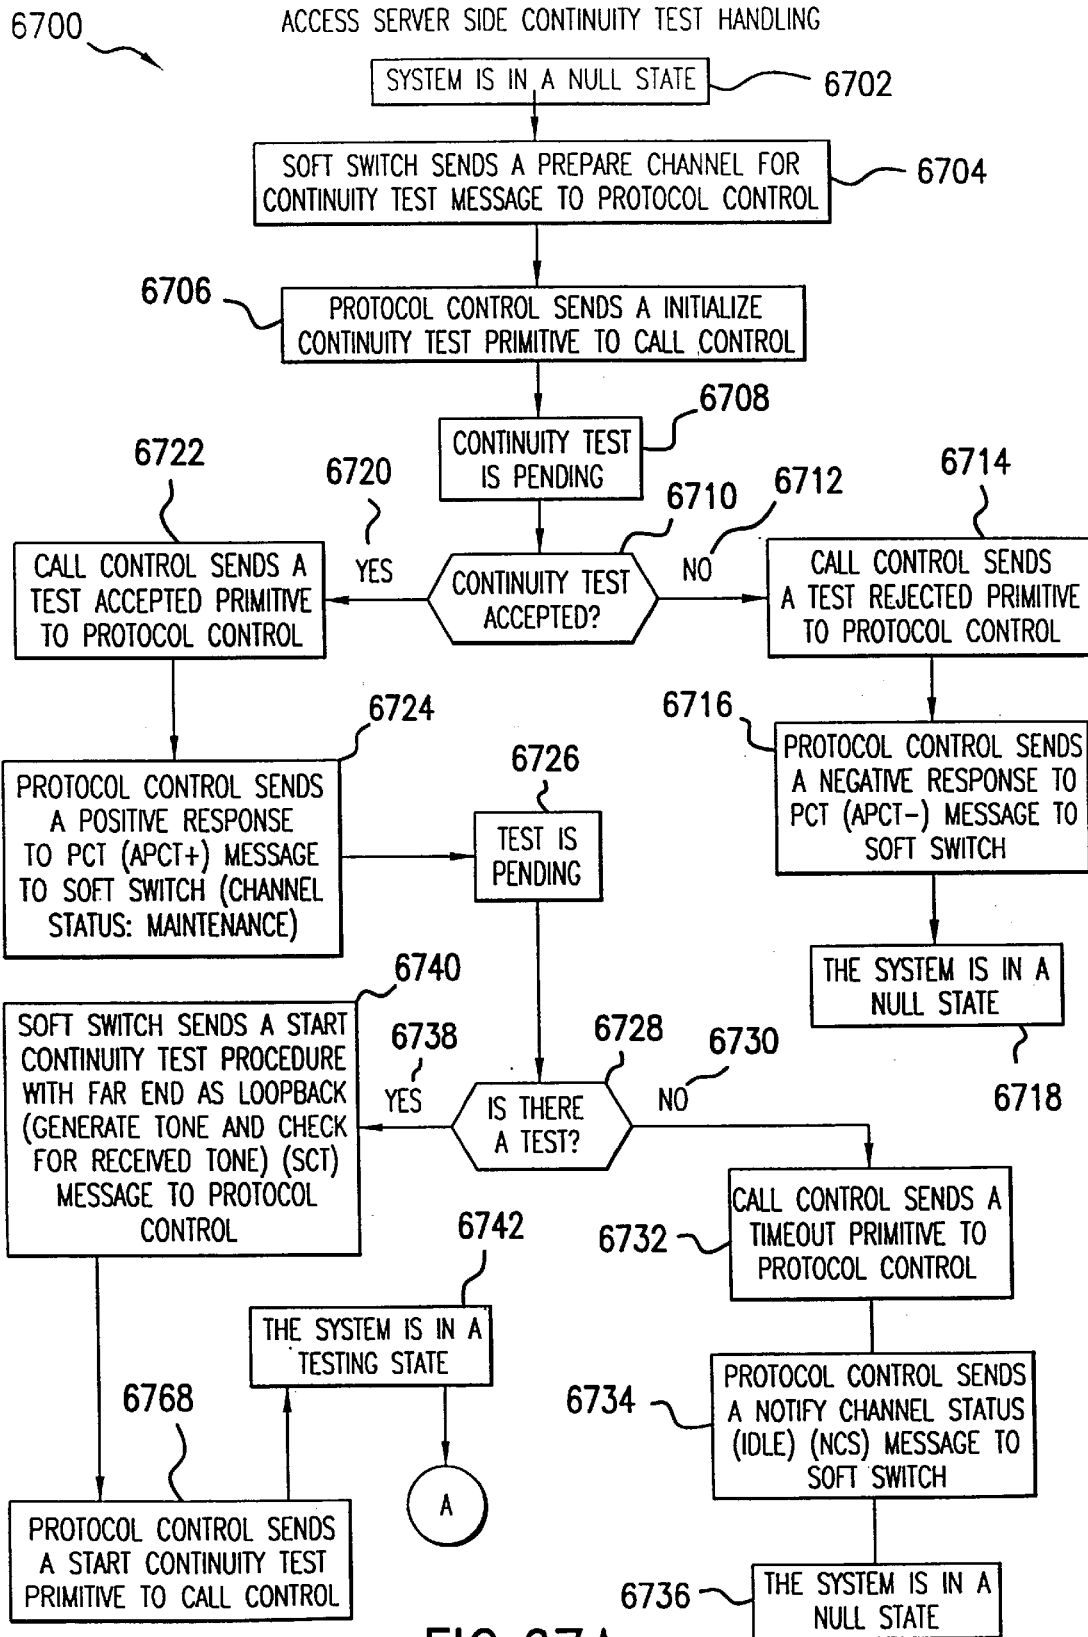 6700
ACCESS SERVER SIDE CONTINUITY TEST HANDLING
SYSTEM IS IN A NULL STATE
6702
SOFT SWITCH SENDS A PREPARE CHANNEL FOR
CONTINUITY TEST MESSAGE TO PROTOCOL CONTROL
6704
6706
PROTOCOL CONTROL SENDS A INITIALIZE
CONTINUITY TEST PRIMITIVE TO CALL CONTROL
6708
CONTINUITY TEST
IS PENDING
6710
CONTINUITY TEST
ACCEPTED?
6712
NO
6714
CALL CONTROL SENDS
A TEST REJECTED PRIMITIVE
TO PROTOCOL CONTROL
6716
PROTOCOL CONTROL SENDS
A NEGATIVE RESPONSE TO
PCT (APCT-) MESSAGE TO
SOFT SWITCH
THE SYSTEM IS IN A
NULL STATE
6718
6720
YES
6722
CALL CONTROL SENDS A
TEST ACCEPTED PRIMITIVE
TO PROTOCOL CONTROL
6724
PROTOCOL CONTROL SENDS
A POSITIVE RESPONSE
TO PCT (APCT+) MESSAGE
TO SOFT SWITCH (CHANNEL
STATUS: MAINTENANCE)
6726
TEST IS
PENDING
6728
IS THERE
A TEST?
6730
NO
6732
CALL CONTROL SENDS A
TIMEOUT PRIMITIVE TO
PROTOCOL CONTROL
6734
PROTOCOL CONTROL SENDS
A NOTIFY CHANNEL STATUS
(IDLE) (NCS) MESSAGE TO
SOFT SWITCH
6736
THE SYSTEM IS IN A
NULL STATE
6738
YES
6740
SOFT SWITCH SENDS A START
CONTINUITY TEST PROCEDURE
WITH FAR END AS LOOPBACK
(GENERATE TONE AND CHECK
FOR RECEIVED TONE) (SCT)
MESSAGE TO PROTOCOL
CONTROL
6768
PROTOCOL CONTROL SENDS
A START CONTINUITY TEST
PRIMITIVE TO CALL CONTROL
6742
THE SYSTEM IS IN A
TESTING STATE
A